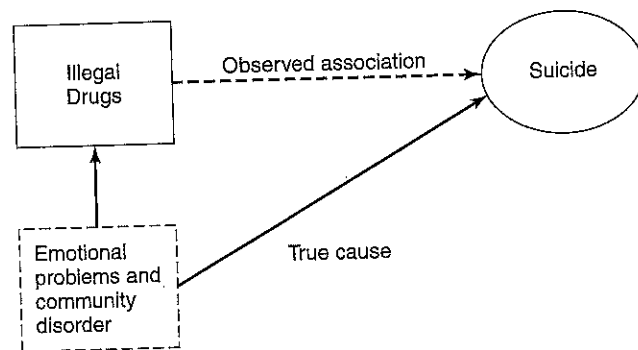 Illegal
Drugs
Observed association
Suicide
Emotional
problems and
community
disorder
True cause